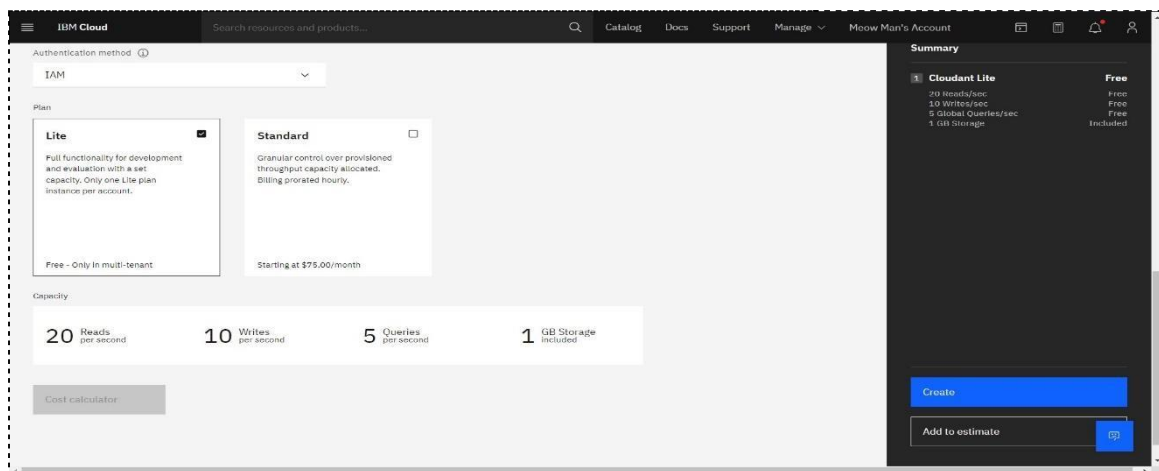 IBM Cloud
Search resources and products...
Catalog
Docs
Support
Manage
Meow Man's Account
Authentication method
IAM
Plan
Lite
Full functionality for development
and evaluation with a set
capacity. Only one Lite plan
instance per account.
Free - Only in multi-tenant
Standard
Granular control over provisioned
throughput capacity allocated.
Billing prorated hourly.
Starting at $75.00/month
Capacity
20 Reads
per second
10 Writes
per second
5 Queries
per second
1 GB Storage
included
Cost calculator
Summary
1 Cloudant Lite Free
20 Reads/sec Free
10 Writes/sec Free
5 Global Queries/sec Free
1 GB Storage Included
Create
Add to estimate